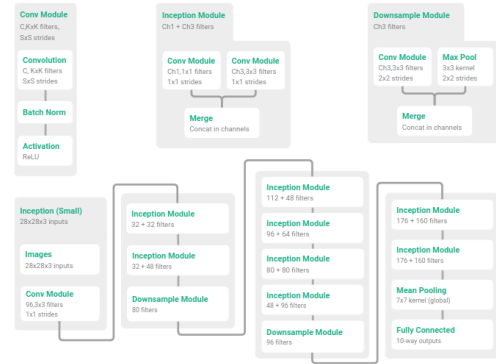 Conv Module
C,KxK filters,
SxS strides
Convolution
C, KxK filters
SxS strides
Batch Norm
Activation
ReLU
Inception Module
Ch1 + Ch3 filters
Conv Module
Ch1,1x1 filters
1x1 strides
Conv Module
Ch3,3x3 filters
1x1 strides
Merge
Concat in channels
Downsample Module
Ch3 filters
Conv Module
Ch3,3x3 filters
2x2 strides
Max Pool
3x3 kernel
2x2 strides
Merge
Concat in channels
Inception (Small)
28x28x3 inputs
Images
28x28x3 inputs
Conv Module
96,3x3 filters
1x1 strides
Inception Module
32 + 32 filters
Inception Module
32 + 48 filters
Downsample Module
80 filters
Inception Module
112 + 48 filters
Inception Module
96 + 64 filters
Inception Module
80 + 80 filters
Inception Module
48 + 96 filters
Downsample Module
96 filters
Inception Module
176 + 160 filters
Inception Module
176 + 160 filters
Mean Pooling
7x7 kernel (global)
Fully Connected
10-way outputs